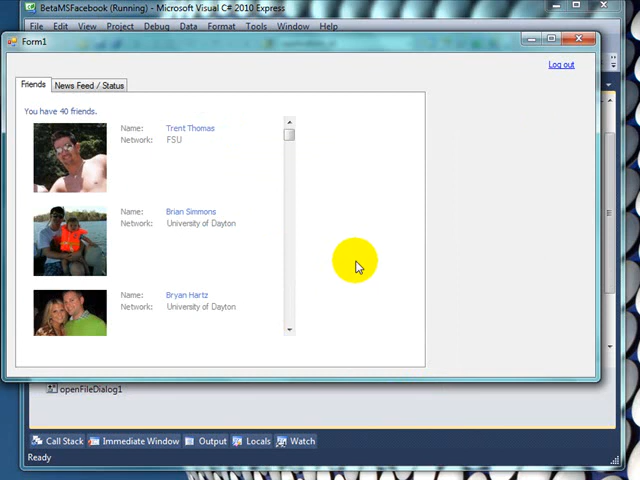 BetaMSFacebook (Running) - Microsoft Visual C# 2010 Express
File Edit View Project Debug Data Format Tools Window Help
Form1
Log out
Friends News Feed / Status
You have 40 friends.
Name: Trent Thomas
Network: FSU
Name: Brian Simmons
Network: University of Dayton
Name: Bryan Hartz
Network: University of Dayton
openFileDialog1
Call Stack Immediate Window Output Locals Watch
Ready